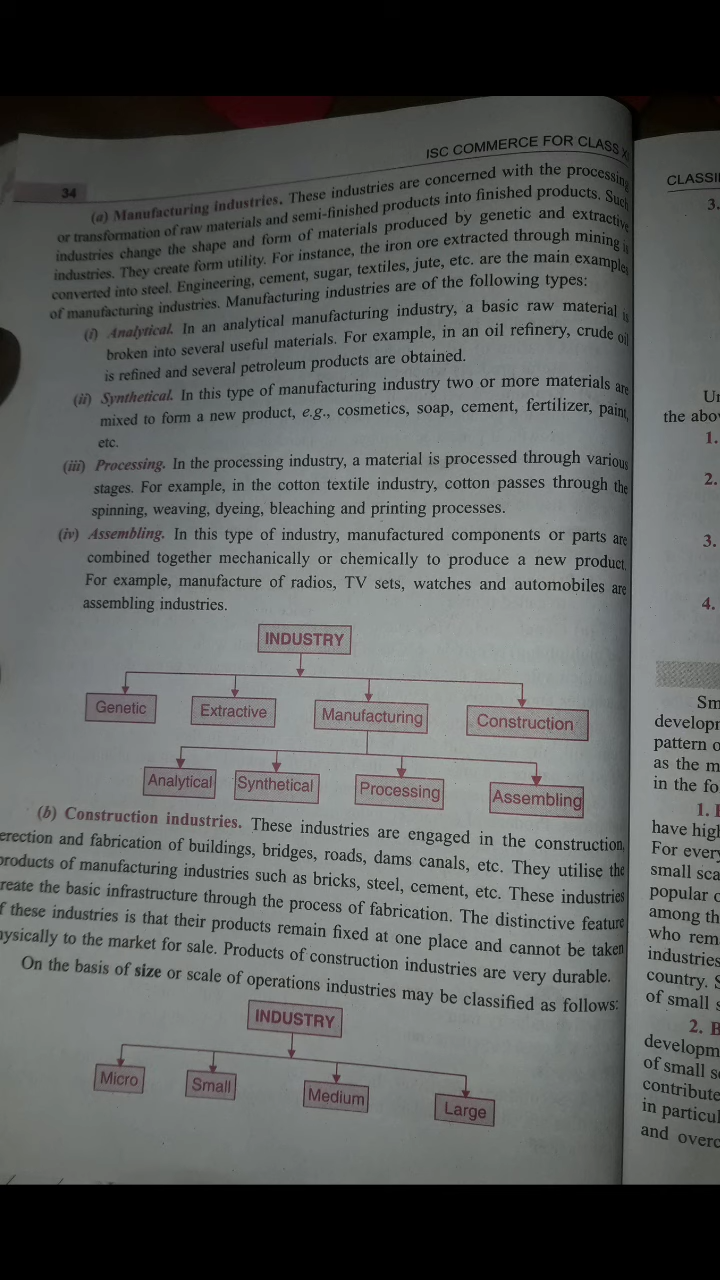 ISC COMMERCE FOR CLASS
34
(a) Manufacturing industries. These industries are concerned with the processing
or transformation of raw materials and semi-finished products into finished products. Such
industries change the shape and form of materials produced by genetic and extractive
industries. They create form utility. For instance, the iron ore extracted through mining is
converted into steel. Engineering, cement, sugar, textiles, jute, etc. are the main examples
of manufacturing industries. Manufacturing industries are of the following types:
(i) Analytical. In an analytical manufacturing industry, a basic raw material is
broken into several useful materials. For example, in an oil refinery, crude oil
is refined and several petroleum products are obtained.
(ii) Synthetical. In this type of manufacturing industry two or more materials are
mixed to form a new product, e.g., cosmetics, soap, cement, fertilizer, paint,
etc.
(iii) Processing. In the processing industry, a material is processed through various
stages. For example, in the cotton textile industry, cotton passes through the
spinning, weaving, dyeing, bleaching and printing processes.
(iv) Assembling. In this type of industry, manufactured components or parts are
combined together mechanically or chemically to produce a new product.
For example, manufacture of radios, TV sets, watches and automobiles are
assembling industries.
INDUSTRY
Genetic Extractive Manufacturing Construction
Analytical Synthetical Processing Assembling
(b) Construction industries. These industries are engaged in the construction,
erection and fabrication of buildings, bridges, roads, dams canals, etc. They utilise the
products of manufacturing industries such as bricks, steel, cement, etc. These industries
reate the basic infrastructure through the process of fabrication. The distinctive feature
f these industries is that their products remain fixed at one place and cannot be taken
ysically to the market for sale. Products of construction industries are very durable.
On the basis of size or scale of operations industries may be classified as follows:
INDUSTRY
Micro Small Medium Large
CLASSI
3.
Un
the abo
1.
2.
3.
4.
Sm
developm
pattern o
as the m
in the fo
1.
have high
For every
small sca
popular
among th
who rem
industries
country. S
of small s
2. B
developm
of small s
contribute
in particul
and overc